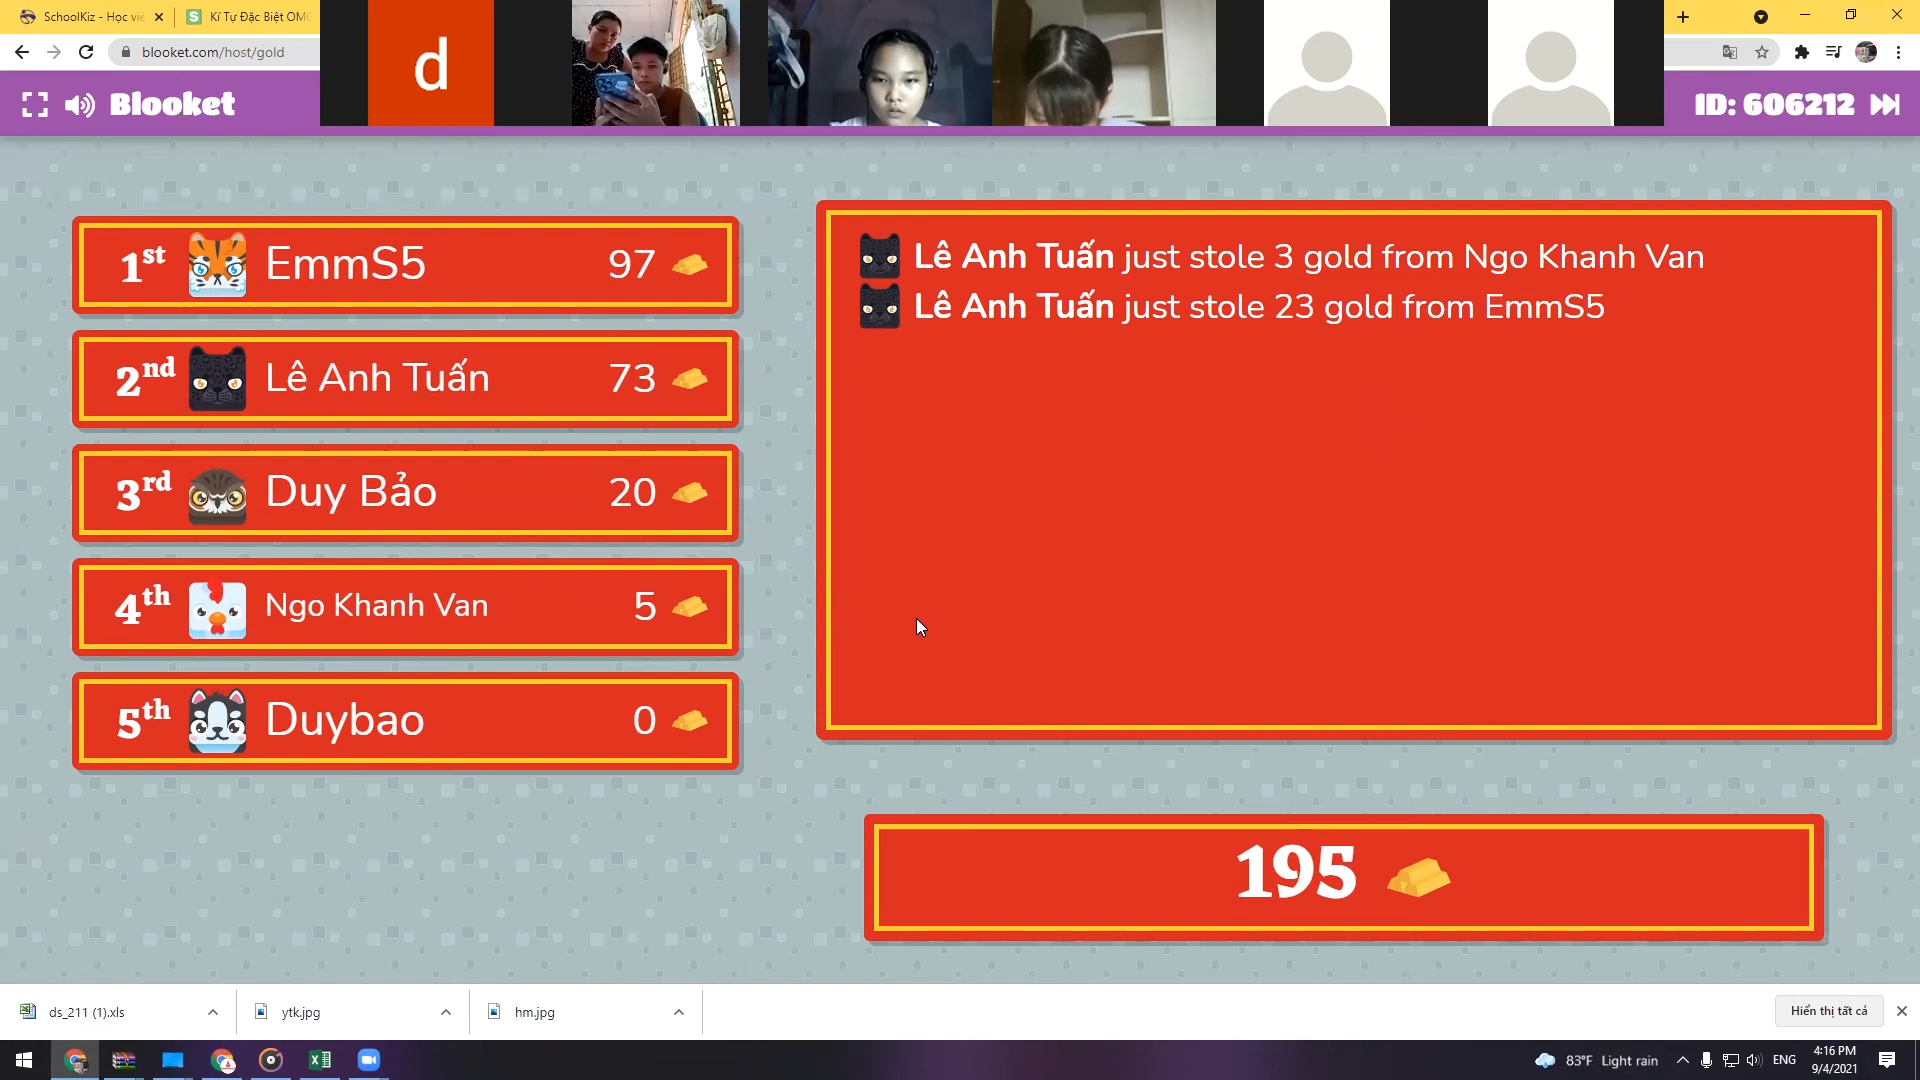 SchoolKiz - Học viê
Kí Tự Đặc Biệt OMG
blooket.com/host/gold
d
Blooket
ID: 606212
1st EmmS5 97
2nd Lê Anh Tuấn 73
3rd Duy Bảo 20
4th Ngo Khanh Van 5
5th Duybao 0
Lê Anh Tuấn just stole 3 gold from Ngo Khanh Van
Lê Anh Tuấn just stole 23 gold from EmmS5
195
ds_211 (1).xls
ytk.jpg
hm.jpg
Hiển thị tất cả
83°F Light rain
ENG
4:16 PM
9/4/2021